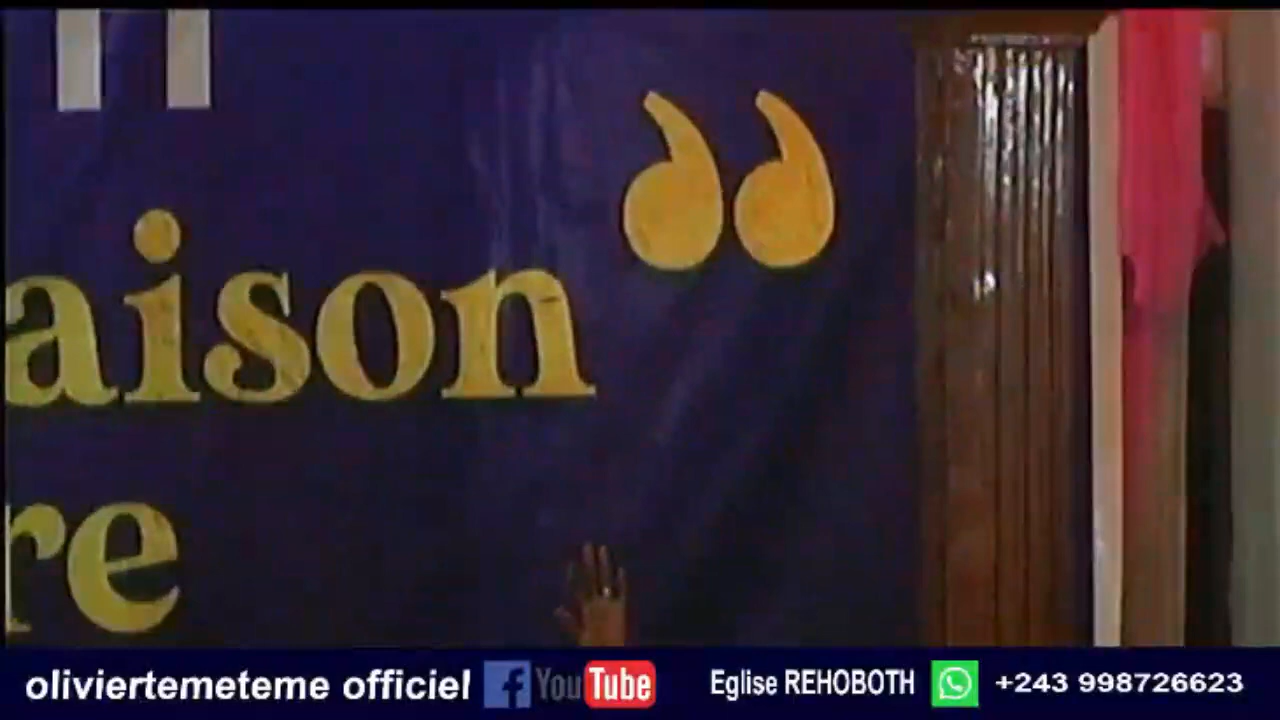 aison “
re
oliviertemeteme officiel f YouTube Eglise REHOBOTH +243 998726623